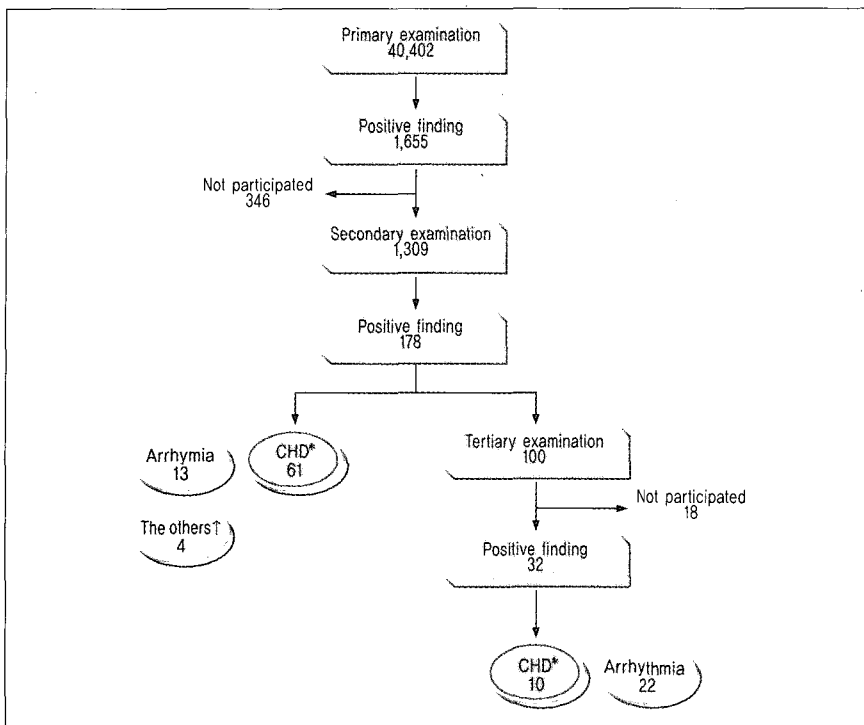 Primary examination
40,402
Positive finding
1,655
Not participated
346
Secondary examination
1,309
Positive finding
178
Arrhymia
13
CHD*
61
The others↑
4
Tertiary examination
100
Not participated
18
Positive finding
32
CHD*
10
Arrhythmia
22